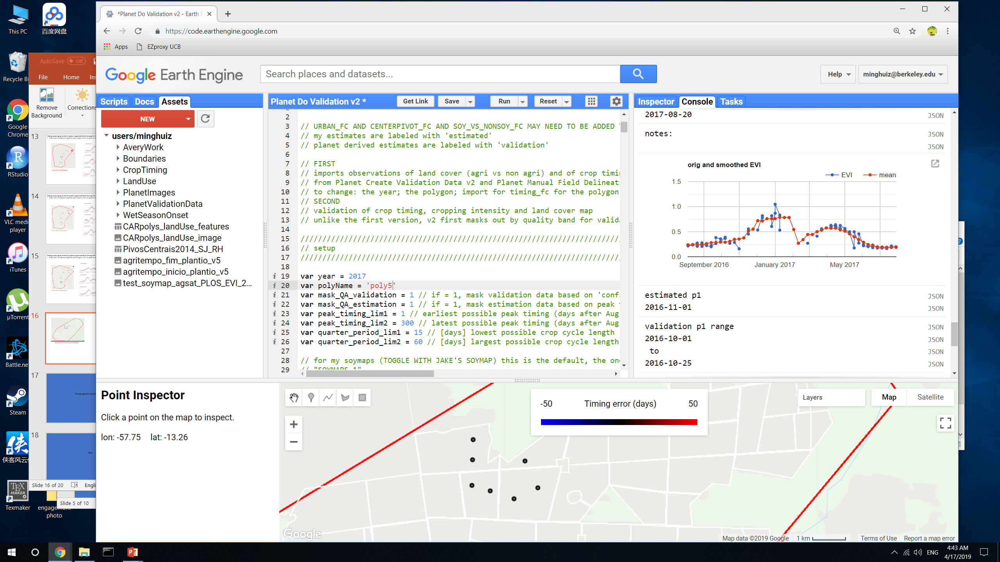 This PC
百度网盘
Recycle Bi
Google Chrome
RStudio
VLC medi player
iTunes
µTorrent
Battle.ne
Steam
Texmaker
engagement photo
AutoSave Off
File Home Ins
Remove Background
Corrections
13
14
15
16
17
18
Slide 16 of 20 Engli
Slide 5 of 10
*Planet Do Validation v2 - Earth E
https://code.earthengine.google.com
Apps EZproxy UCB
Google Earth Engine
Search places and datasets...
Help
minghuiz@berkeley.edu
Scripts Docs Assets
NEW
users/minghuiz
AveryWork
Boundaries
CropTiming
LandUse
PlanetImages
PlanetValidationData
WetSeasonOnset
CARpolys_landUse_features
CARpolys_landUse_image
PivosCentrais2014_SJ_RH
agritempo_fim_plantio_v5
agritempo_inicio_plantio_v5
test_soymap_agsat_PLOS_EVI_2...
Planet Do Validation v2 *
Get Link Save Run Reset
2
3 // URBAN_FC AND CENTERPIVOT_FC AND SOY_VS_NONSOY_FC MAY NEED TO BE ADDED
4 // my estimates are labeled with 'estimated'
5 // planet derived estimates are labeled with 'validation'
6
7 // FIRST
8 // imports observations of land cover (agri vs non agri) and of crop timin
9 // from Planet Create Validation Data v2 and Planet Manual Field Delineati
10 // to change: the year; the polygon; import for timing_fc for the polygon
11 // SECOND
12 // validation of crop timing, cropping intensity and land cover map
13 // unlike the first version, v2 first masks out by quality band for valida
14
15 //////////////////////////////////////////////////////////////////////////
16 // setup
17 //////////////////////////////////////////////////////////////////////////
18
19 var year = 2017
20 var polyName = 'poly5'
21 var mask_QA_validation = 1 // if = 1, mask validation data based on 'confi
22 var mask_QA_estimation = 1 // if = 1, mask estimation data based on peak
23 var peak_timing_lim1 = 1 // earliest possible peak timing (days after Aug
24 var peak_timing_lim2 = 300 // latest possible peak timing (days after Aug
25 var quarter_period_lim1 = 15 // [days] lowest possible crop cycle length
26 var quarter_period_lim2 = 60 // [days] largest possible crop cycle length
27
28 // for my soymaps (TOGGLE WITH JAKE'S SOYMAP) this is the default, the one
29 // "SOYMAPS 1"
Inspector Console Tasks
2017-08-20 JSON
notes: JSON
JSON
orig and smoothed EVI
EVI mean
1.5
1.0
0.5
0.0
September 2016 January 2017 May 2017
estimated p1 JSON
2016-11-01 JSON
validation p1 range JSON
2016-10-01 JSON
to JSON
2016-10-25 JSON
Point Inspector
Click a point on the map to inspect.
lon: -57.75 lat: -13.26
-50 Timing error (days) 50
Layers
Map Satellite
Google
Map data ©2019 Google 1 km Terms of Use Report a map error
ENG
4:43 AM
4/17/2019